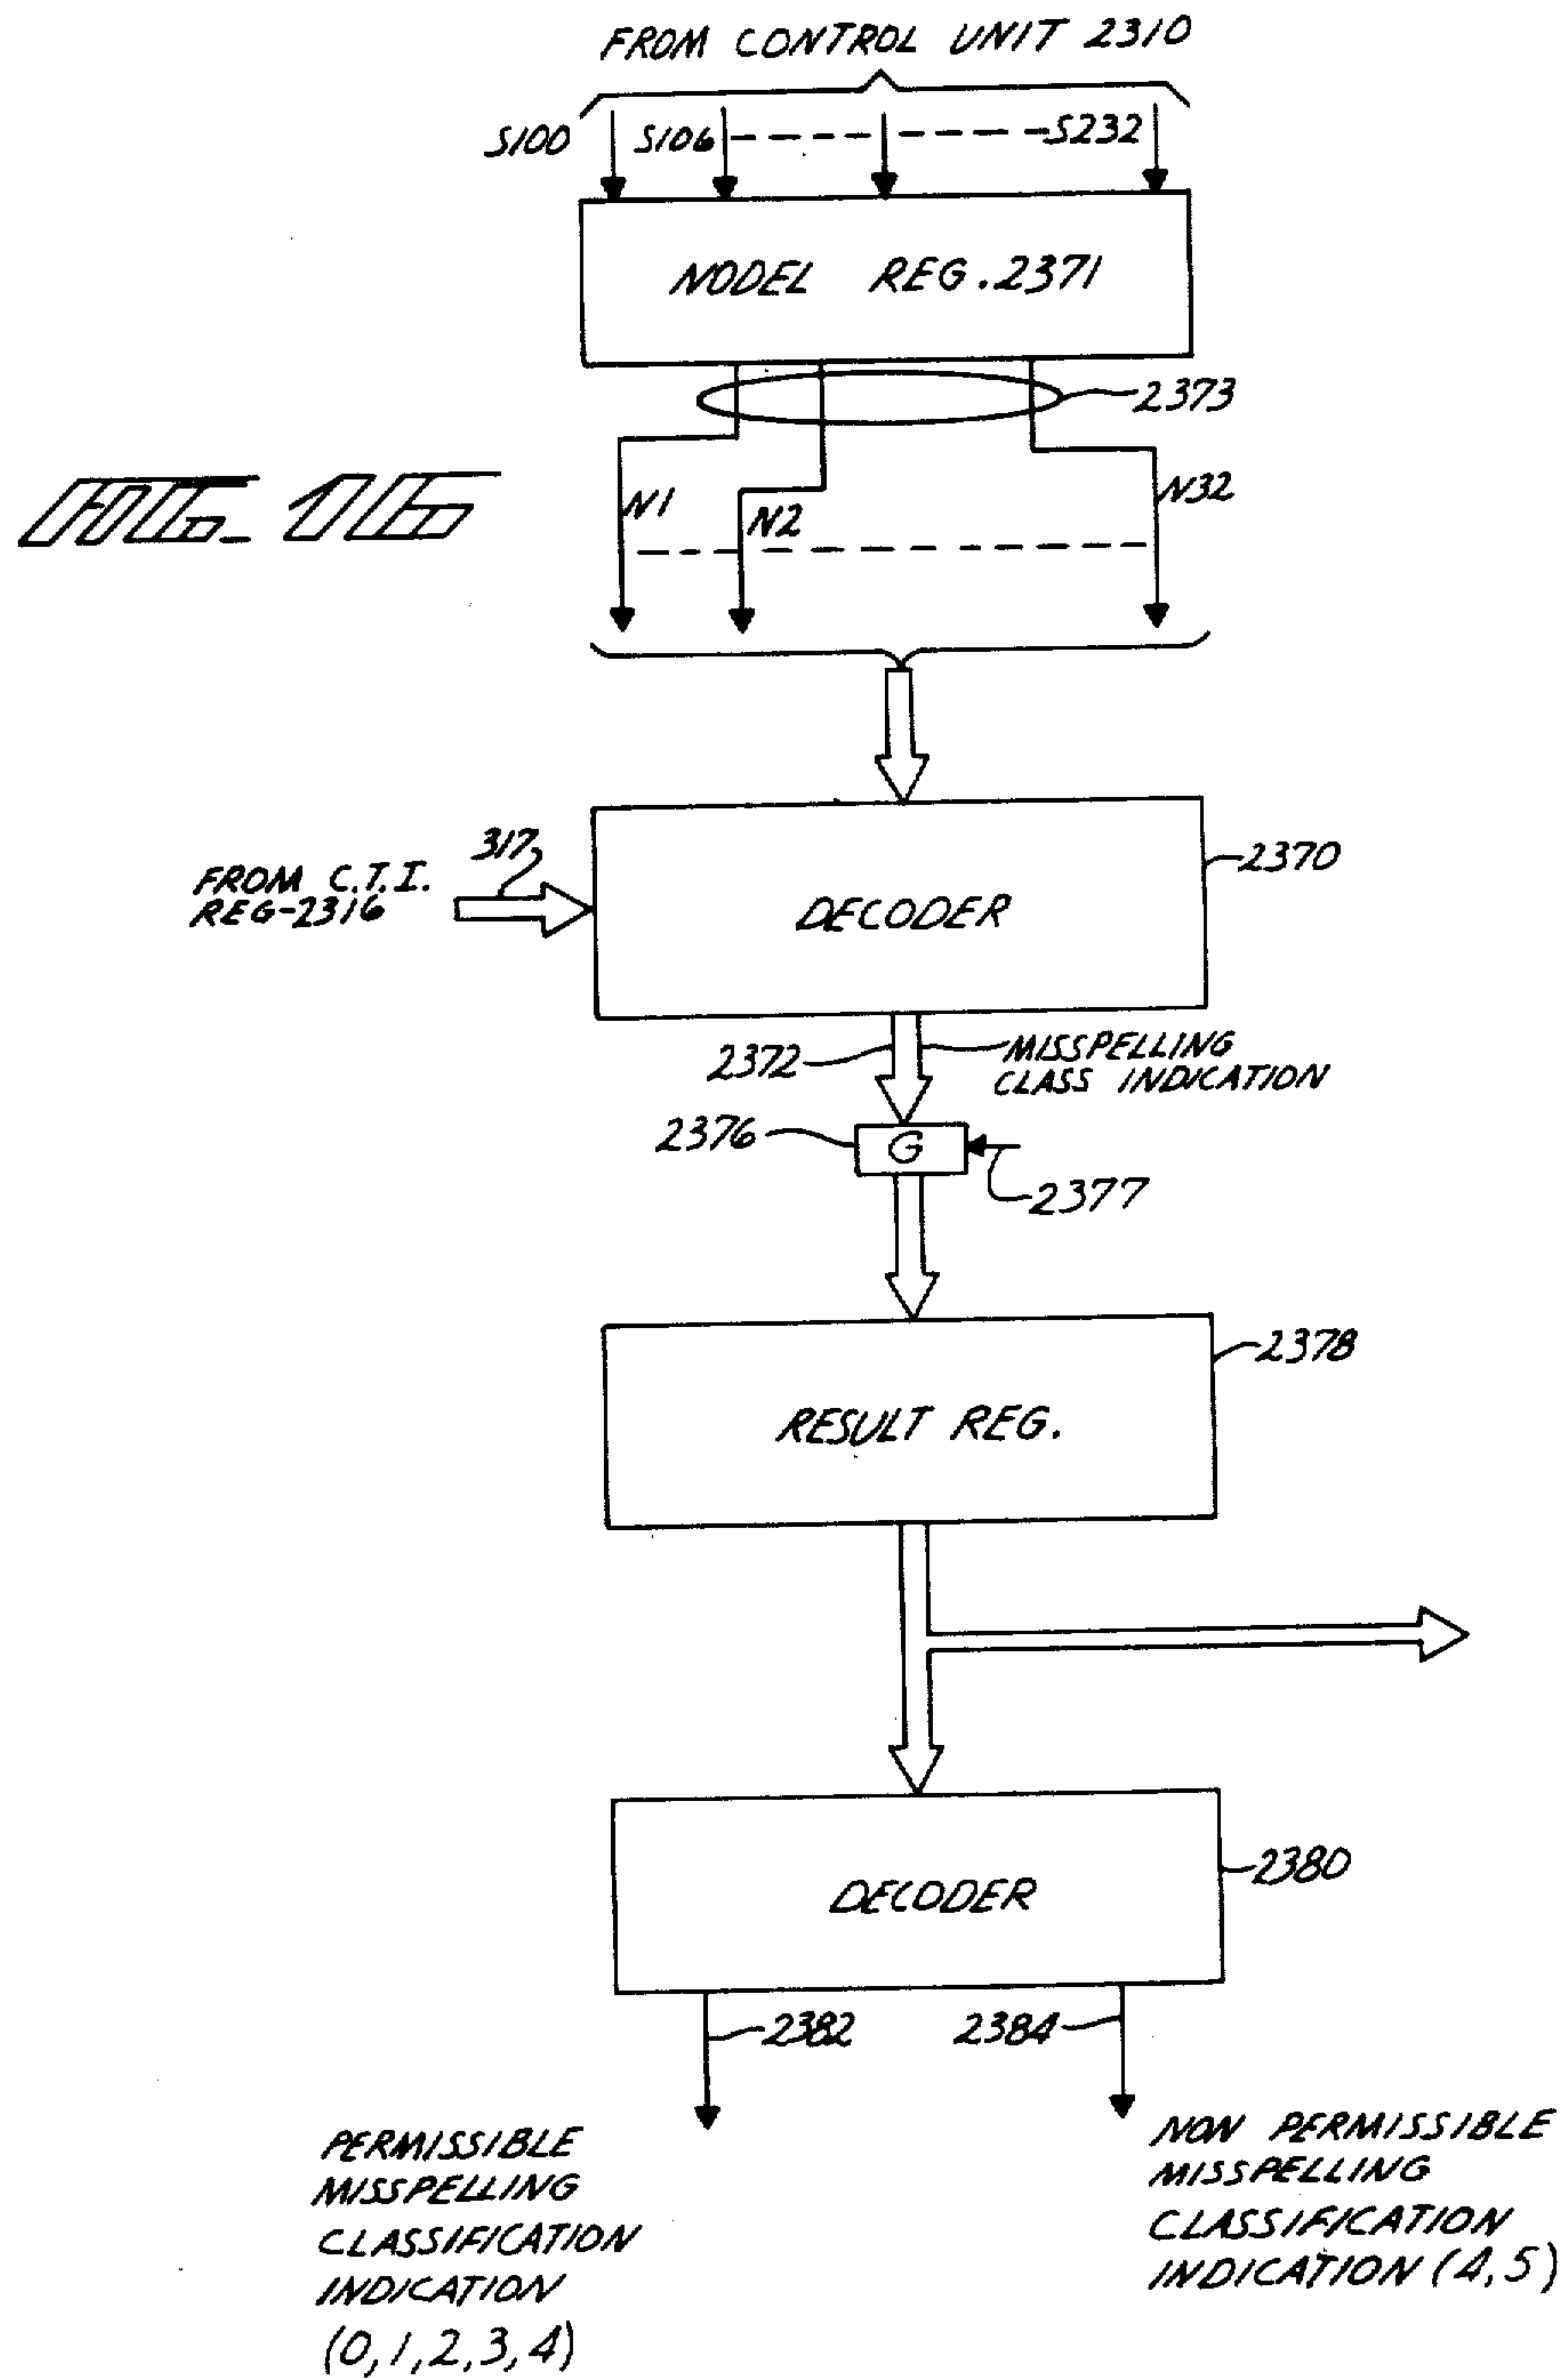 FROM CONTROL UNIT 2310
S100 S106 S232
NODEL REG. 2371
2373
FIG. 16
N1 N2 N32
317
FROM C.T.I.
REG-2316
DECODER
2370
2372
MISSPELLING
CLASS INDICATION
2376
G
2377
2378
RESULT REG.
2380
DECODER
2382
2384
PERMISSIBLE
MISSPELLING
CLASSIFICATION
INDICATION
(0,1,2,3,4)
NON PERMISSIBLE
MISSPELLING
CLASSIFICATION
INDICATION (4,5)